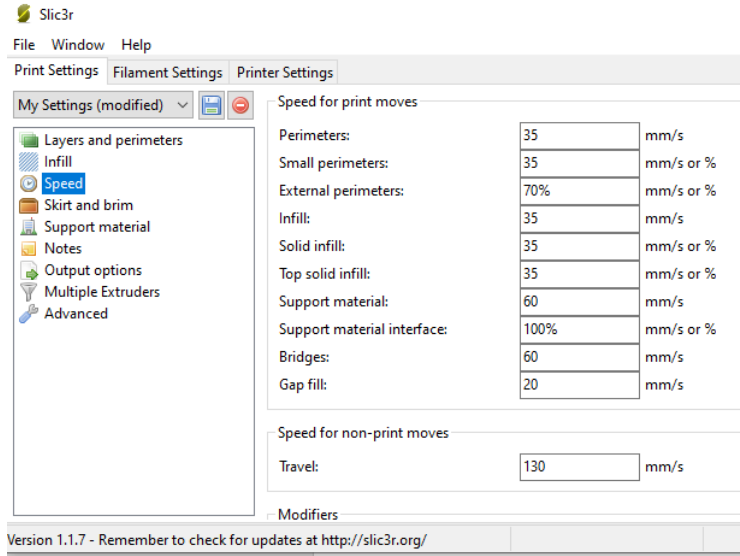 Slic3r
File Window Help
Print Settings Filament Settings Printer Settings
My Settings (modified)
Layers and perimeters
Infill
Speed
Skirt and brim
Support material
Notes
Output options
Multiple Extruders
Advanced
Speed for print moves
Perimeters: 35 mm/s
Small perimeters: 35 mm/s or %
External perimeters: 70% mm/s or %
Infill: 35 mm/s
Solid infill: 35 mm/s or %
Top solid infill: 35 mm/s or %
Support material: 60 mm/s
Support material interface: 100% mm/s or %
Bridges: 60 mm/s
Gap fill: 20 mm/s
Speed for non-print moves
Travel: 130 mm/s
Modifiers
Version 1.1.7 - Remember to check for updates at http://slic3r.org/